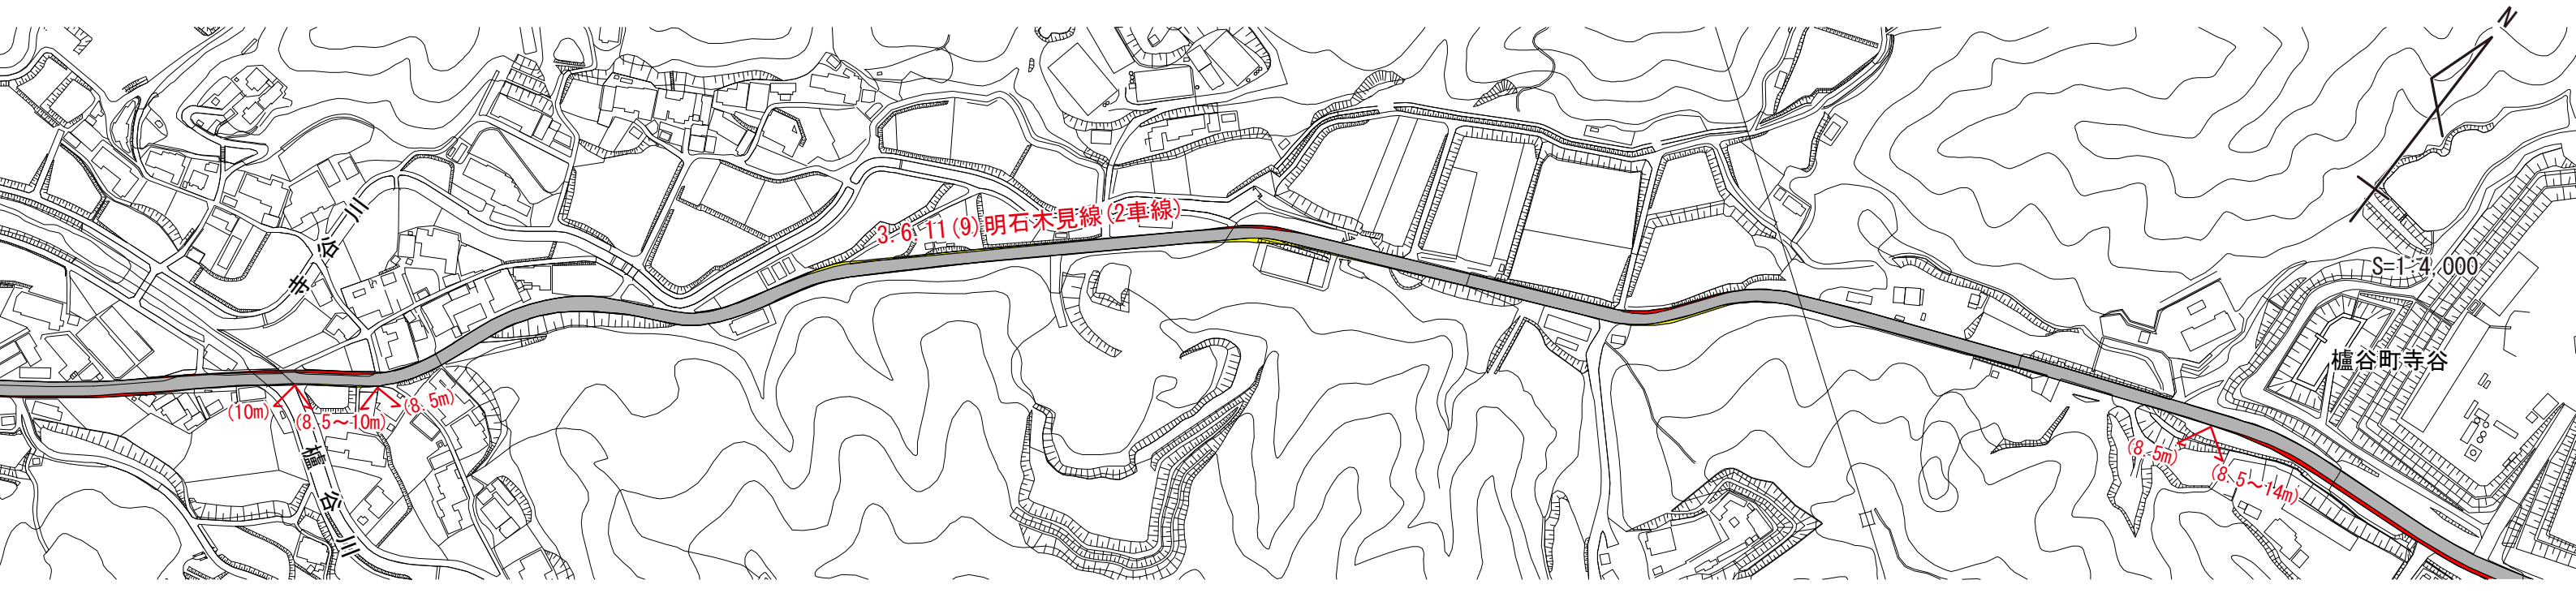 N
3.6.11(9)明石木見線(2車線)
寺谷川
S=1:4,000
櫨谷町寺谷
(10m)
(8.5～10m)
(8.5m)
櫨谷川
(8.5m)
(8.5～14m)